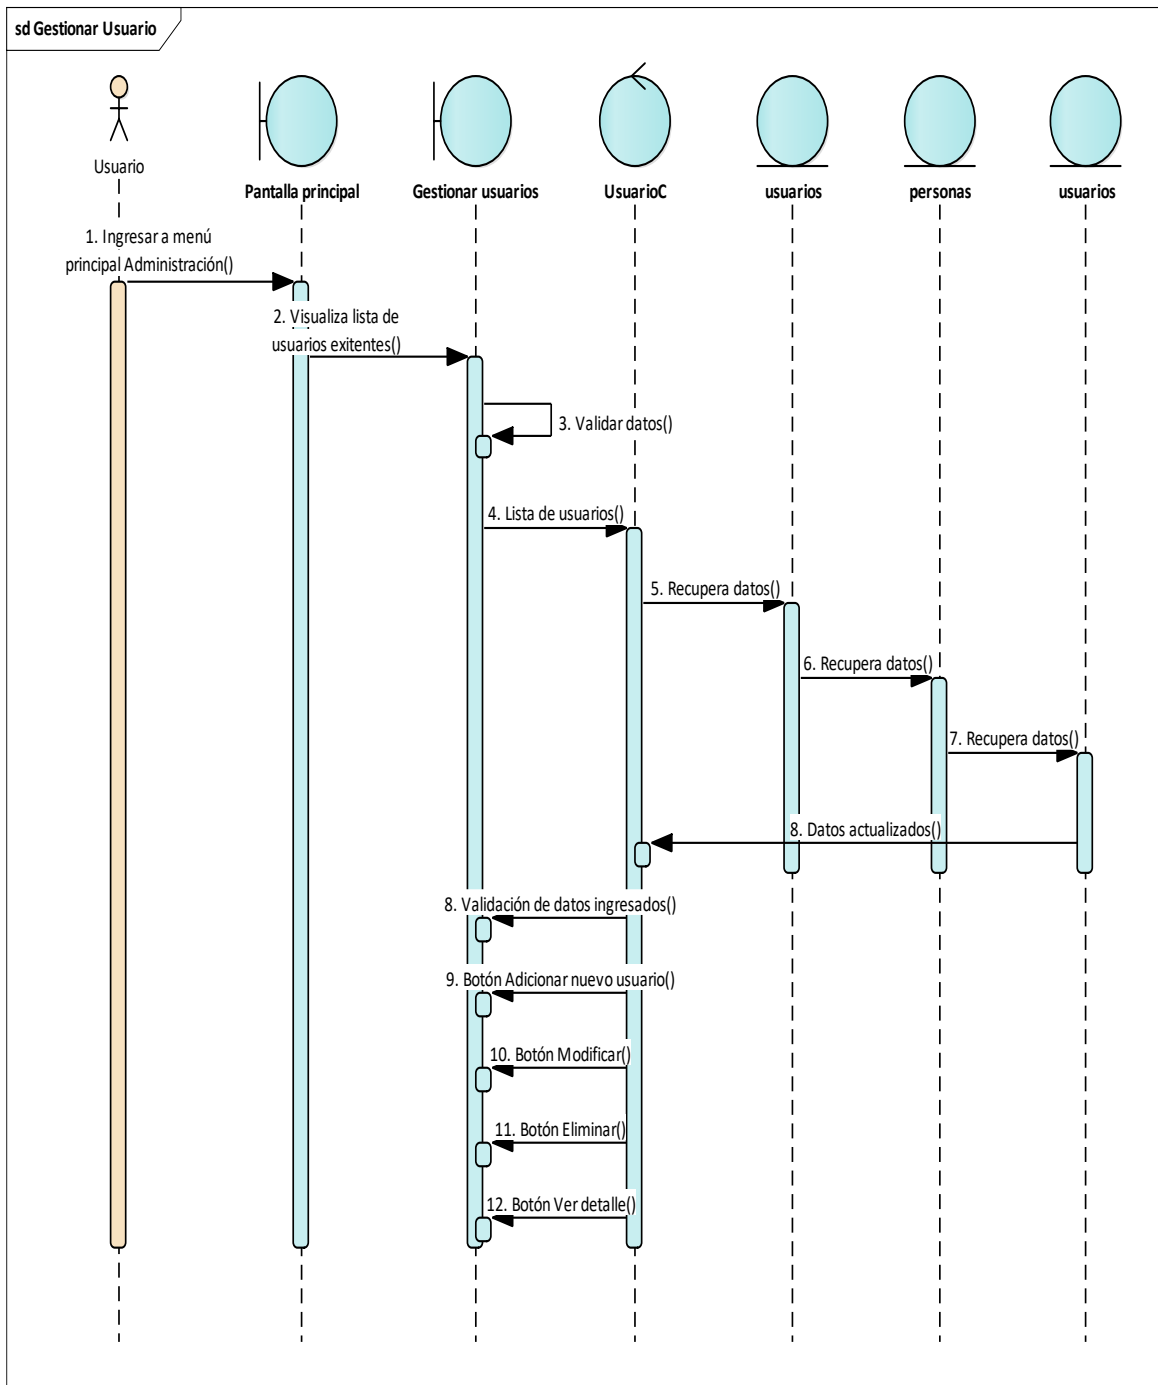 sd Gestionar Usuario
Usuario
Pantalla principal
Gestionar usuarios
UsuarioC
usuarios
personas
usuarios
1. Ingresar a menú
principal Administración()
2. Visualiza lista de
usuarios exitentes()
3. Validar datos()
4. Lista de usuarios()
5. Recupera datos()
6. Recupera datos()
7. Recupera datos()
8. Datos actualizados()
8. Validación de datos ingresados()
9. Botón Adicionar nuevo usuario()
10. Botón Modificar()
11. Botón Eliminar()
12. Botón Ver detalle()